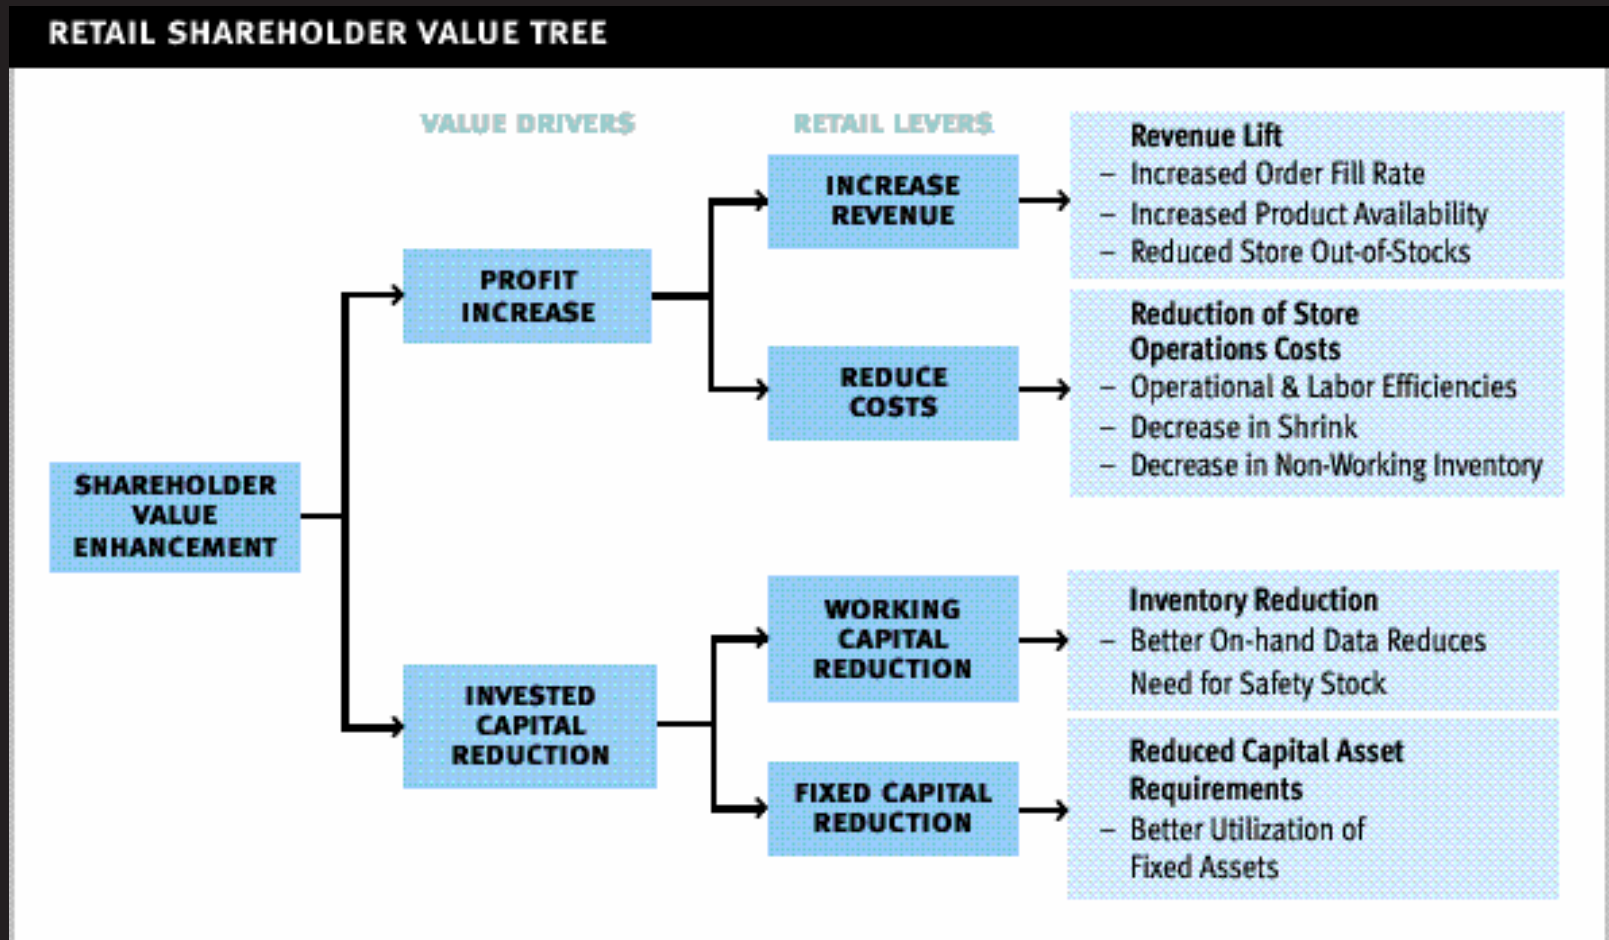 RETAIL SHAREHOLDER VALUE TREE
VALUE DRIVER$
RETAIL LEVER$
INCREASE
REVENUE
Revenue Lift
– Increased Order Fill Rate
– Increased Product Availability
– Reduced Store Out-of-Stocks
PROFIT
INCREASE
REDUCE
COSTS
Reduction of Store
Operations Costs
– Operational & Labor Efficiencies
– Decrease in Shrink
– Decrease in Non-Working Inventory
SHAREHOLDER
VALUE
ENHANCEMENT
WORKING
CAPITAL
REDUCTION
Inventory Reduction
– Better On-hand Data Reduces
Need for Safety Stock
INVESTED
CAPITAL
REDUCTION
FIXED CAPITAL
REDUCTION
Reduced Capital Asset
Requirements
– Better Utilization of
Fixed Assets